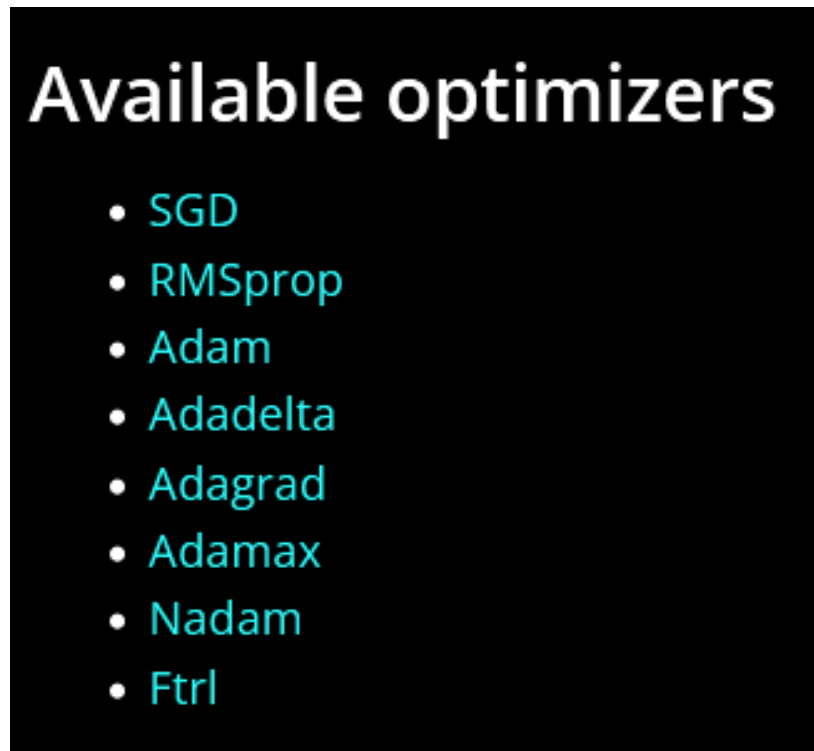 Available optimizers
• SGD
• RMSprop
• Adam
• Adadelta
• Adagrad
• Adamax
• Nadam
• Ftrl